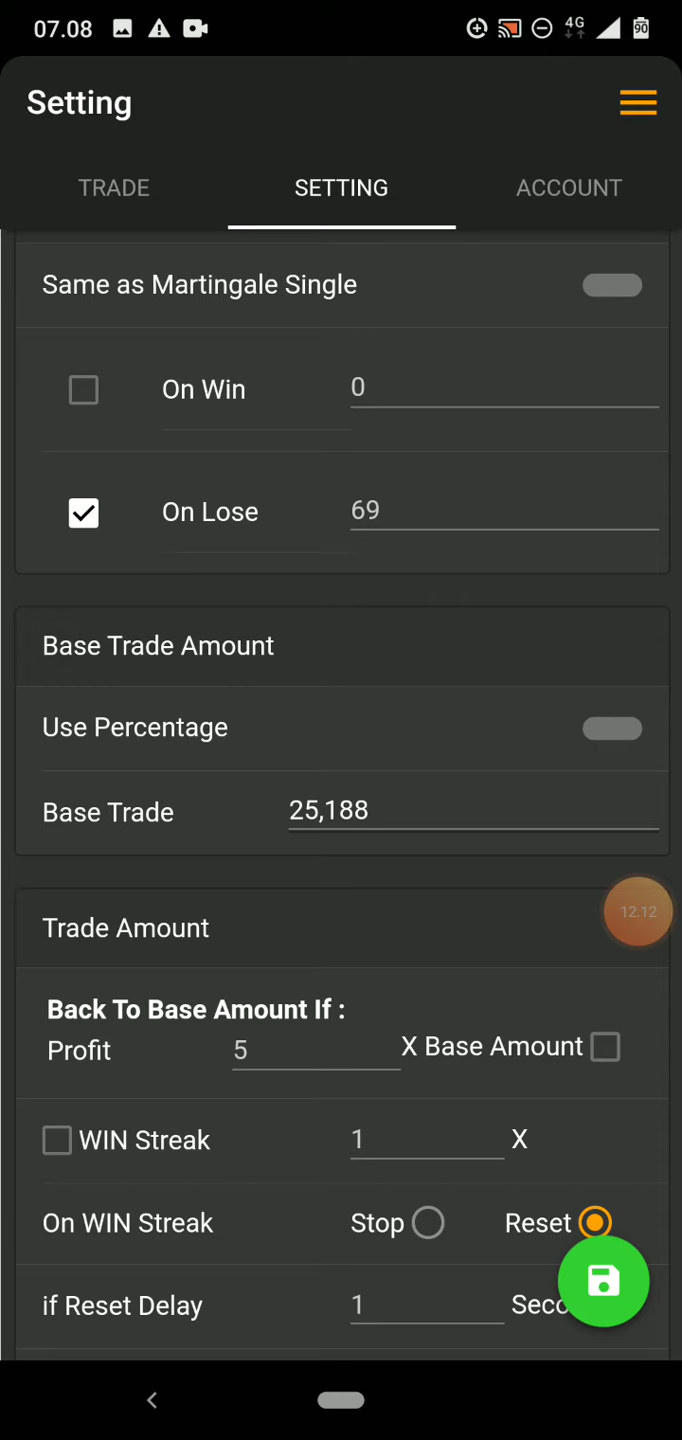 07.08
4G
90
Setting
TRADE SETTING ACCOUNT
Same as Martingale Single
On Win 0
On Lose 69
Base Trade Amount
Use Percentage
Base Trade 25,188
12.12
Trade Amount
Back To Base Amount If :
Profit 5 X Base Amount
WIN Streak 1 X
On WIN Streak Stop Reset
if Reset Delay 1